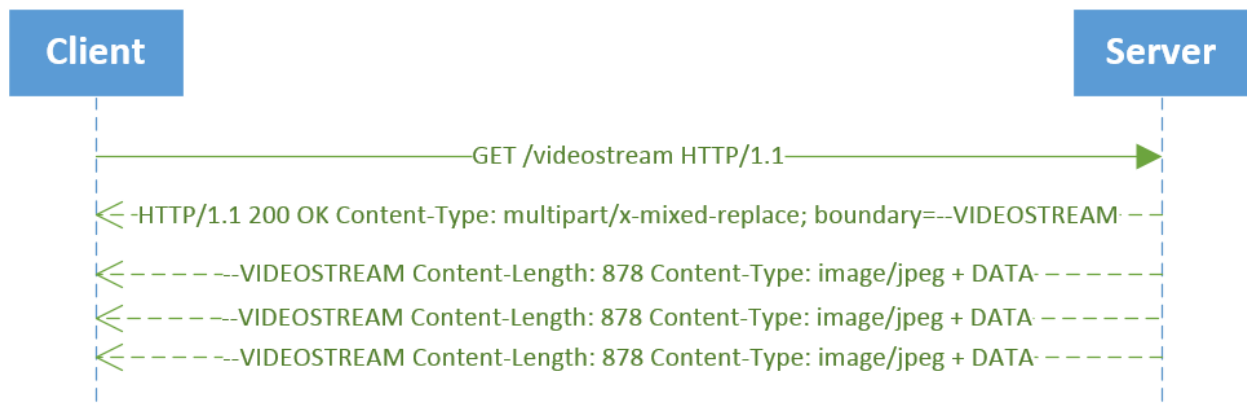 Client
Server
GET /videostream HTTP/1.1
HTTP/1.1 200 OK Content-Type: multipart/x-mixed-replace; boundary=--VIDEOSTREAM
--VIDEOSTREAM Content-Length: 878 Content-Type: image/jpeg + DATA
--VIDEOSTREAM Content-Length: 878 Content-Type: image/jpeg + DATA
--VIDEOSTREAM Content-Length: 878 Content-Type: image/jpeg + DATA